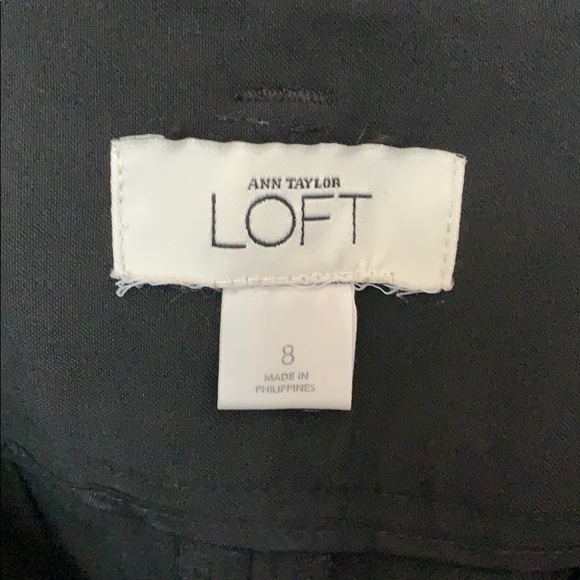 ANN TAYLOR
LOFT
8
MADE IN
PHILIPPINES